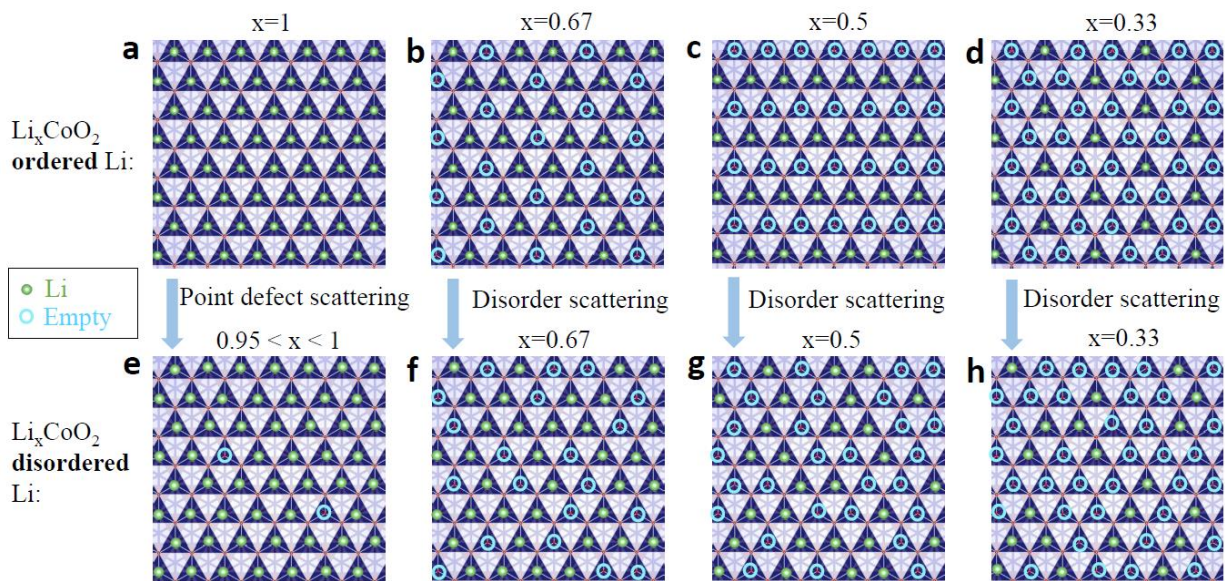 x=1 x=0.67 x=0.5 x=0.33
a b c d
LixCoO2
ordered Li:
Li
Empty
Point defect scattering Disorder scattering Disorder scattering Disorder scattering
0.95 < x < 1 x=0.67 x=0.5 x=0.33
e f g h
LixCoO2
disordered
Li: